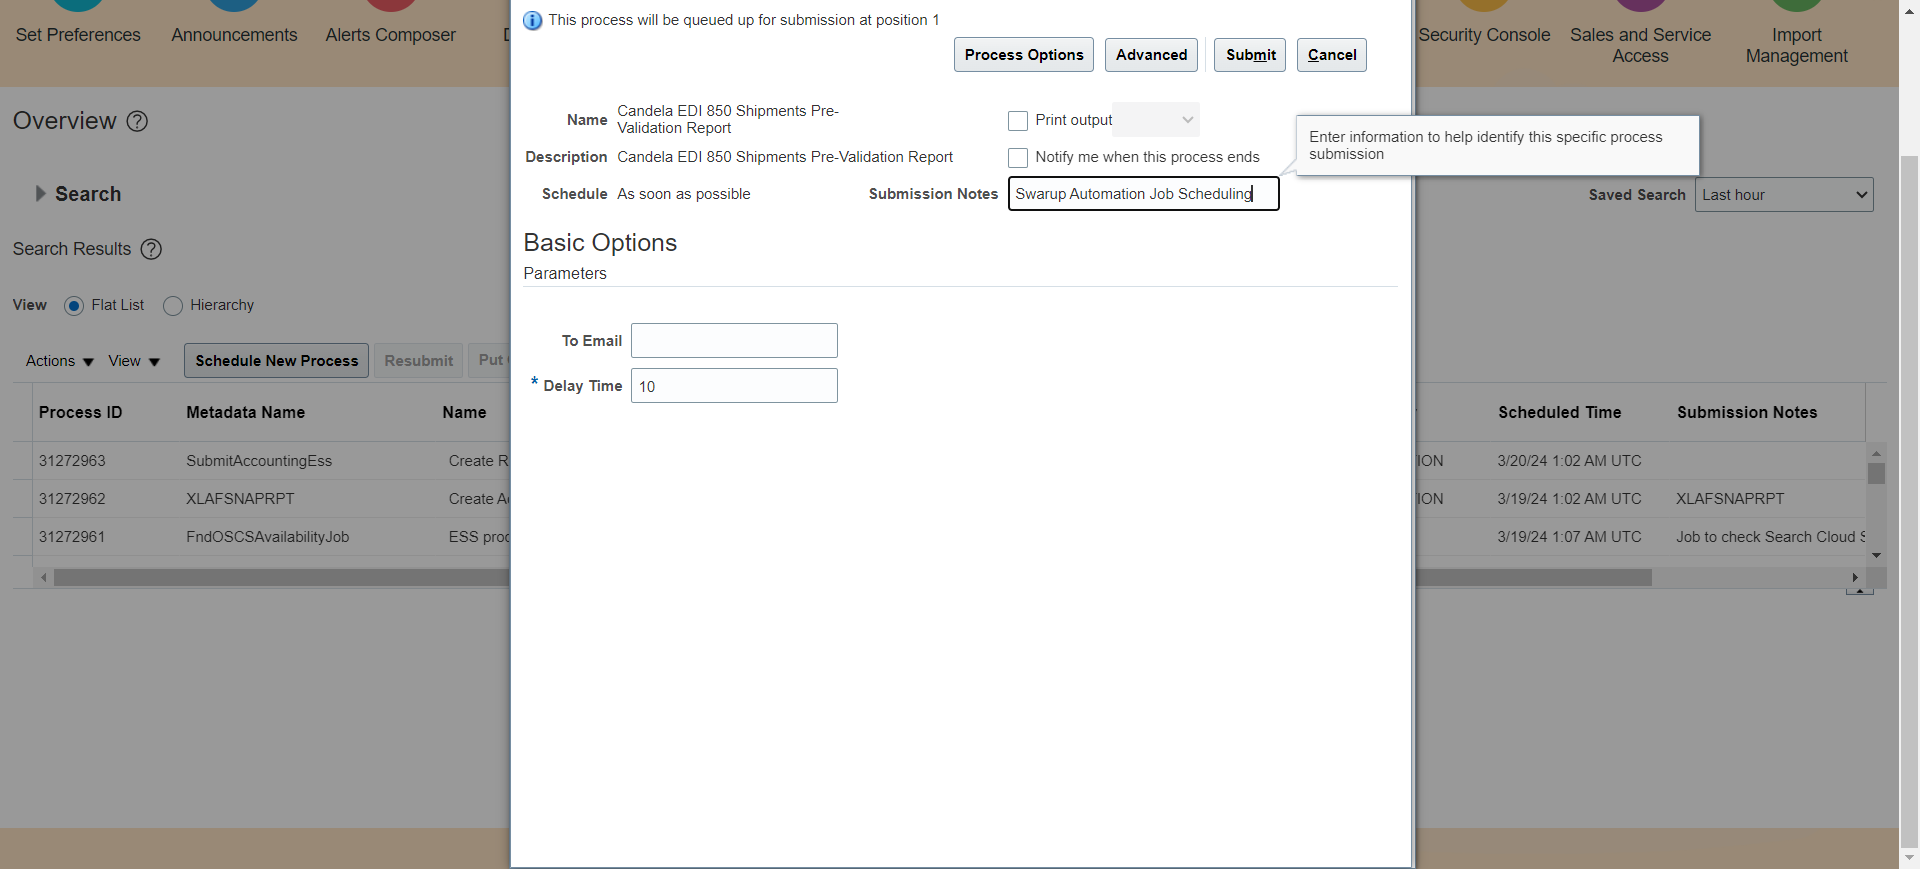 Set Preferences
Announcements
Alerts Composer
Security Console
Sales and Service
Access
Import
Management
Overview ?
Search
Search Results ?
View Flat List Hierarchy
Actions View Schedule New Process Resubmit Put
Process ID Metadata Name Name
31272963 SubmitAccountingEss Create R
31272962 XLAFSNAPRPT Create A
31272961 FndOSCSAvailabilityJob ESS proc
This process will be queued up for submission at position 1
Process Options Advanced Submit Cancel
Name Candela EDI 850 Shipments Pre-
Validation Report
Print output
Description Candela EDI 850 Shipments Pre-Validation Report
Notify me when this process ends
Schedule As soon as possible
Submission Notes Swarup Automation Job Scheduling
Enter information to help identify this specific process
submission
Basic Options
Parameters
To Email
* Delay Time 10
Saved Search Last hour
Scheduled Time Submission Notes
ION 3/20/24 1:02 AM UTC
ION 3/19/24 1:02 AM UTC XLAFSNAPRPT
3/19/24 1:07 AM UTC Job to check Search Cloud S